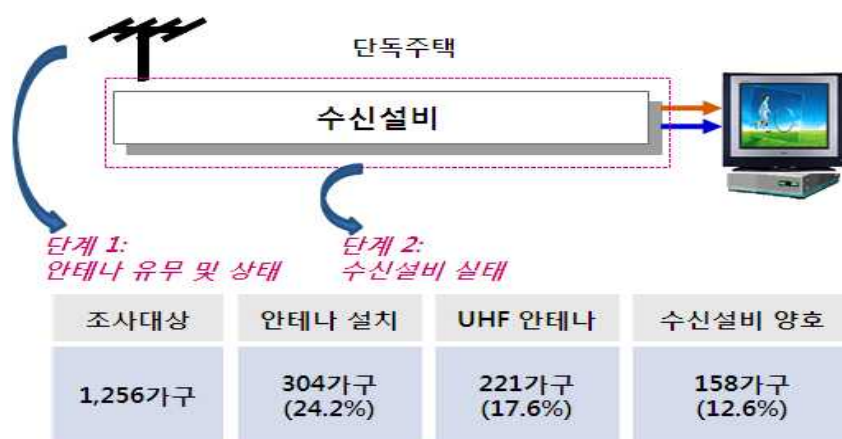 단독주택
수신설비
단계 1:
안테나 유무 및 상태
단계 2:
수신설비 실태
조사대상
안테나 설치
UHF 안테나
수신설비 양호
1,256가구
304가구
(24.2%)
221가구
(17.6%)
158가구
(12.6%)